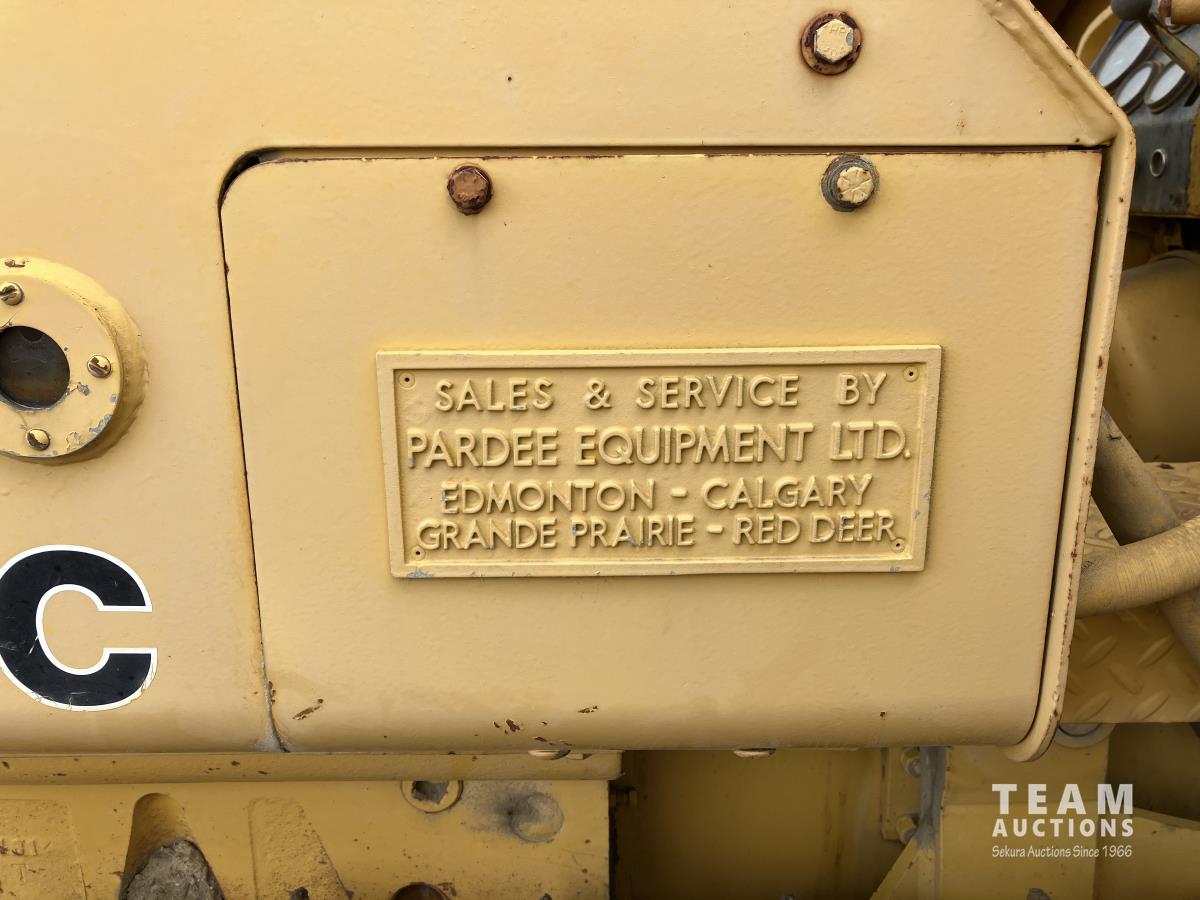 SALES & SERVICE BY
PARDEE EQUIPMENT LTD.
EDMONTON - CALGARY
GRANDE PRAIRIE - RED DEER
C
TEAM
AUCTIONS
Sekura Auctions Since 1966